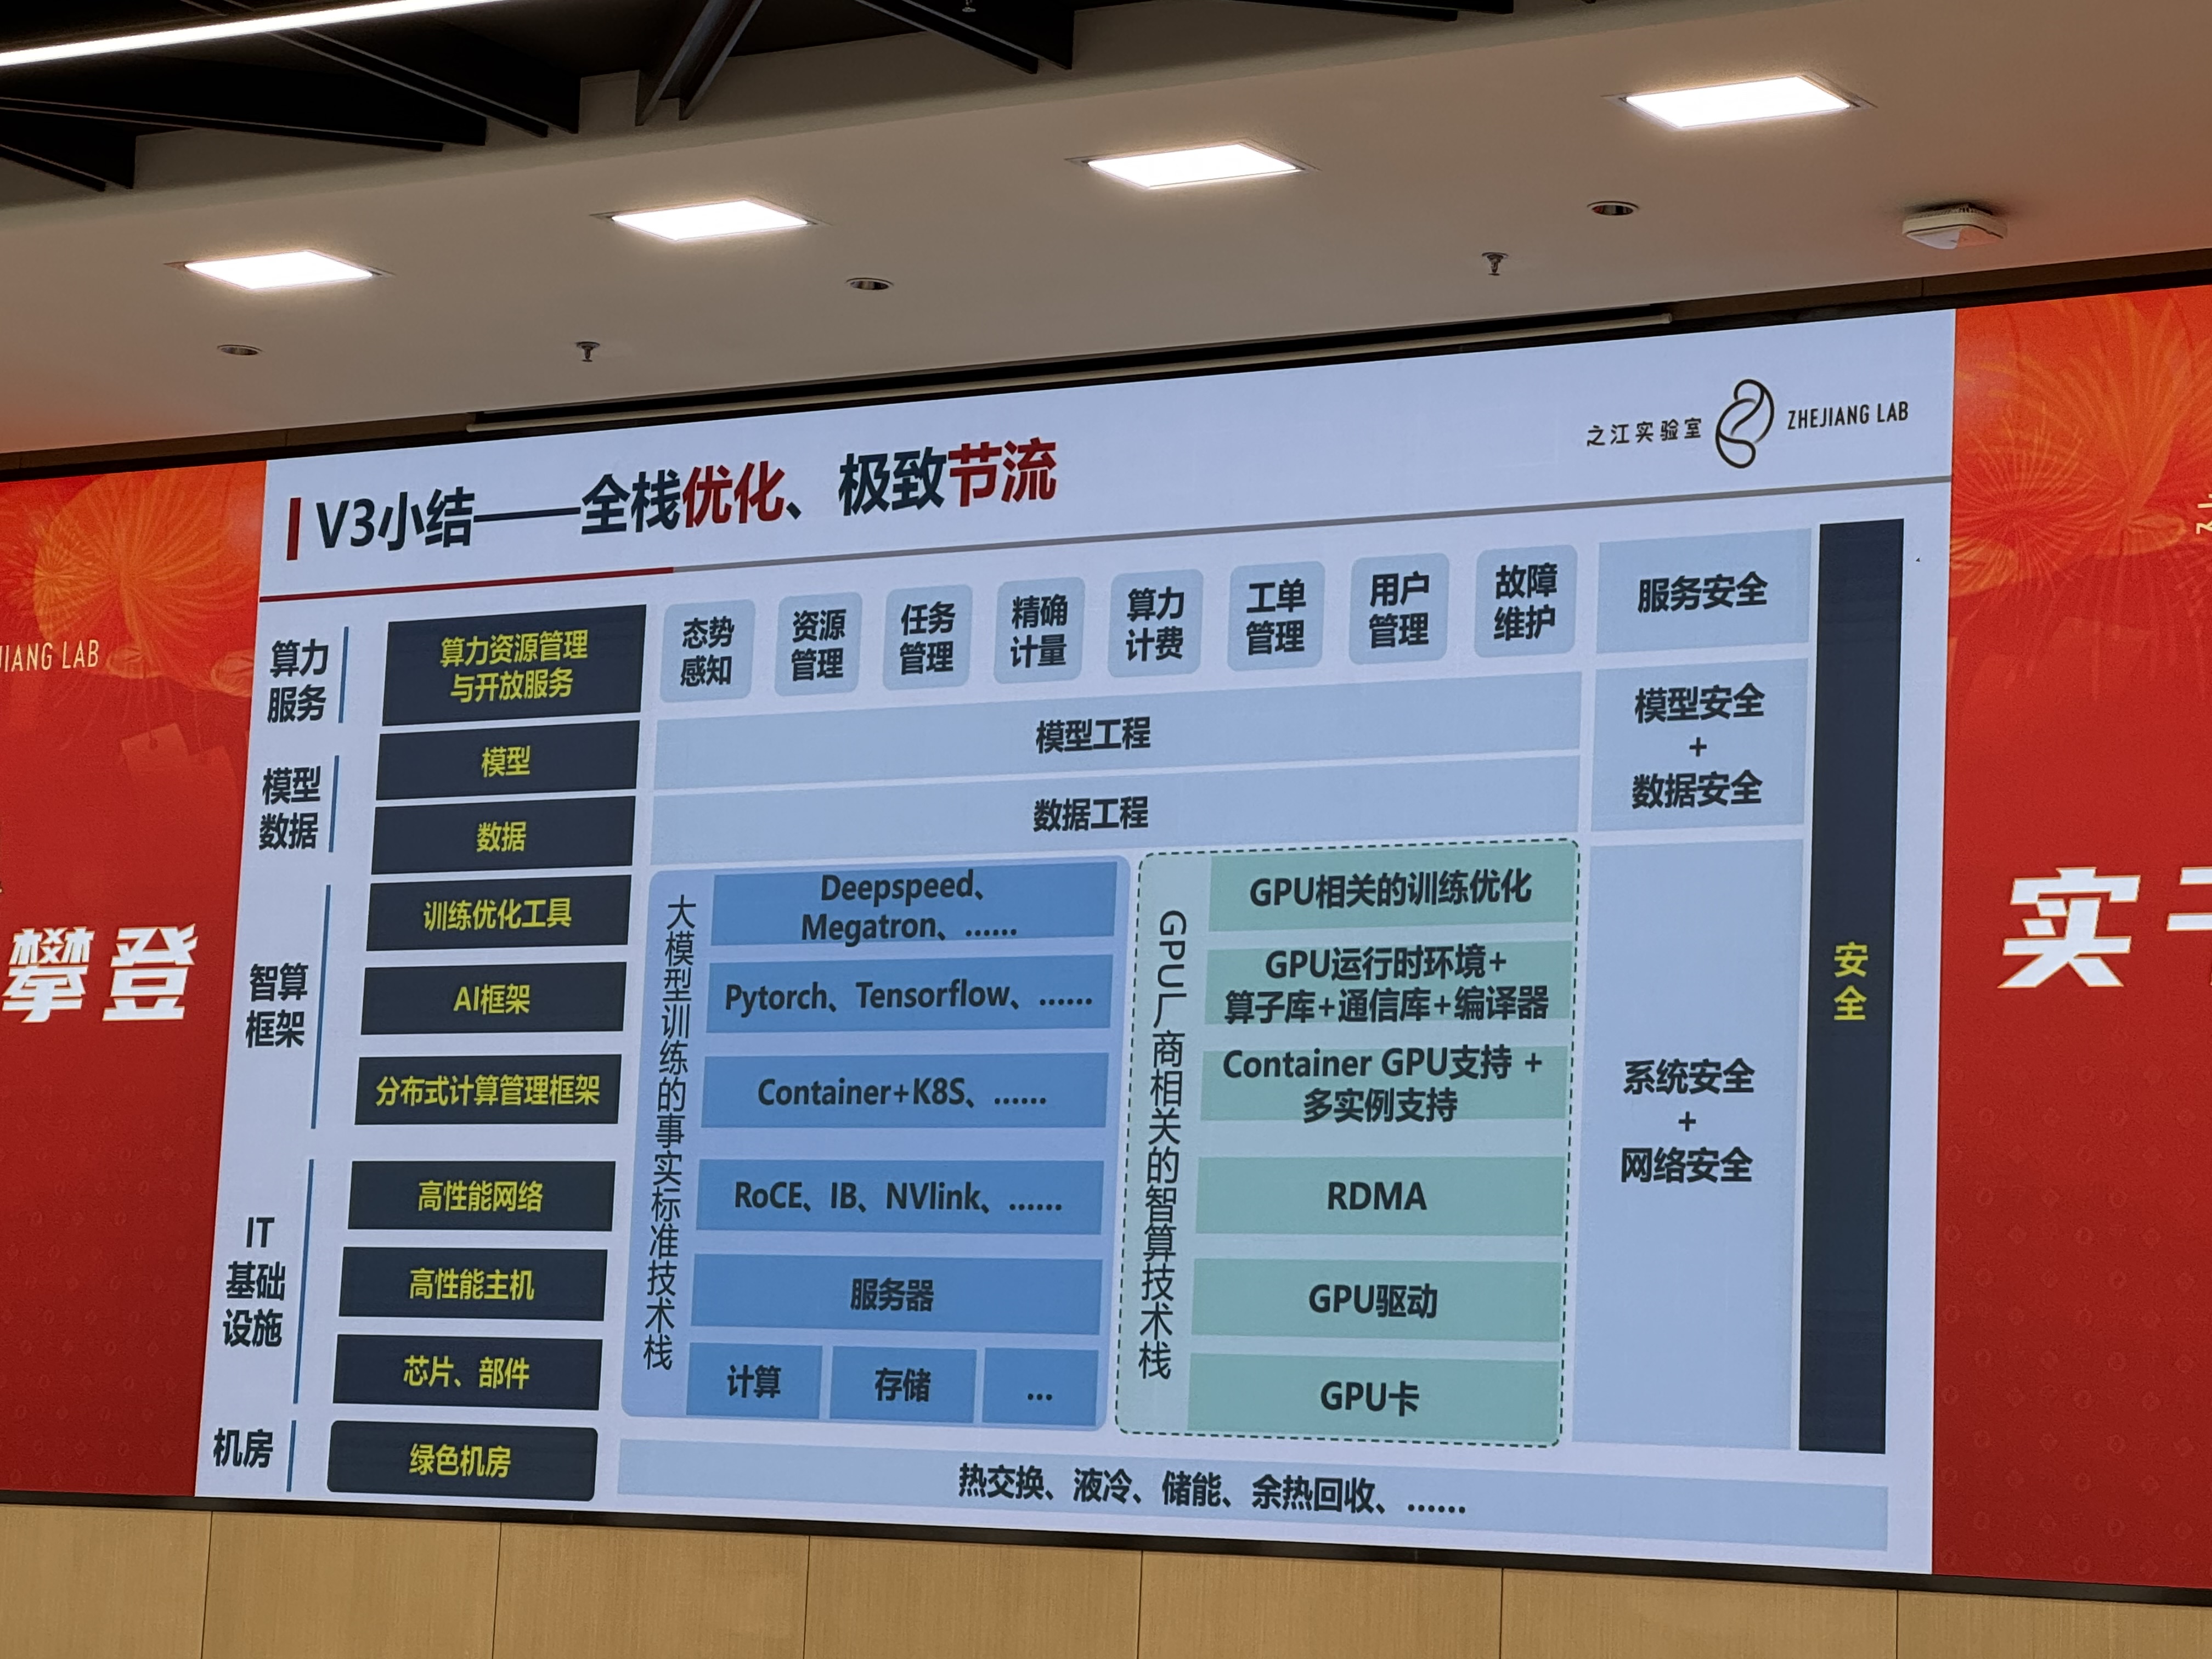 之江实验室 ZHEJIANG LAB
V3小结——全栈优化、极致节流
算力
服务
算力资源管理
与开放服务
态势
感知
资源
管理
任务
管理
精确
计量
算力
计费
工单
管理
用户
管理
故障
维护
服务安全
模型
数据
模型
模型工程
数据
数据工程
模型安全
+
数据安全
智算
框架
训练优化工具
AI框架
分布式计算管理框架
IT
基础
设施
高性能网络
高性能主机
芯片、部件
大模型训练的事实标准技术栈
Deepspeed、
Megatron、......
Pytorch、Tensorflow、......
Container+K8S、......
RoCE、IB、NVlink、......
服务器
计算
存储
...
GPU厂商相关的智算技术栈
GPU相关的训练优化
GPU运行时环境+
算子库+通信库+编译器
Container GPU支持 +
多实例支持
RDMA
GPU驱动
GPU卡
系统安全
+
网络安全
安全
机房
绿色机房
热交换、液冷、储能、余热回收、......
JIANG LAB
攀登
实干